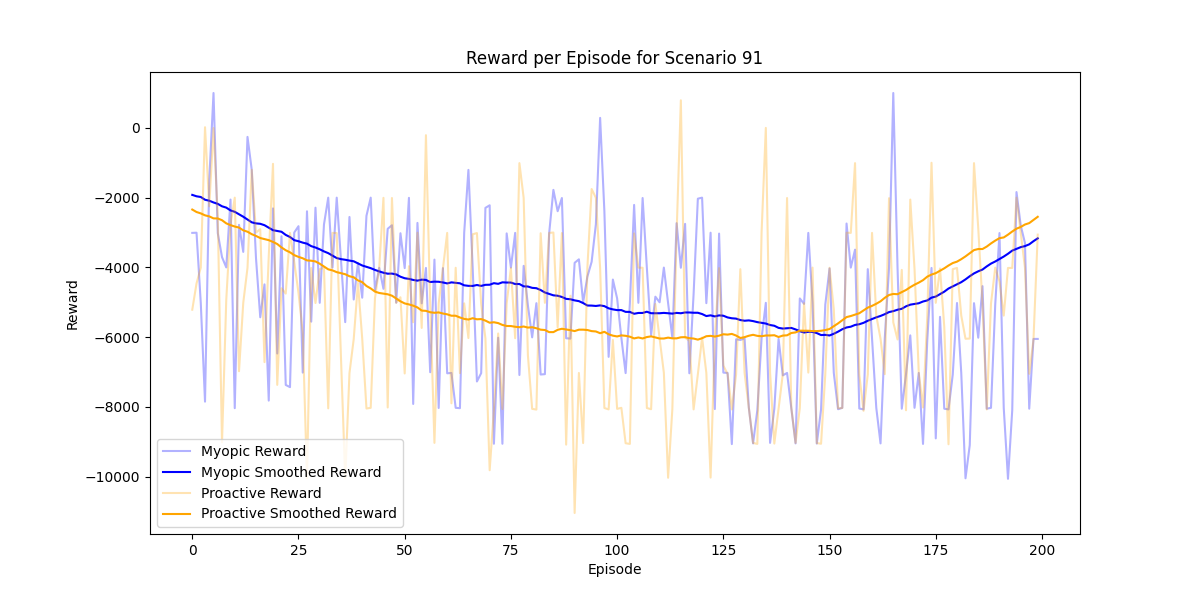 Reward per Episode for Scenario 91
Reward
0
−2000
−4000
−6000
−8000
−10000
Myopic Reward
Myopic Smoothed Reward
Proactive Reward
Proactive Smoothed Reward
0 25 50 75 100 125 150 175 200
Episode